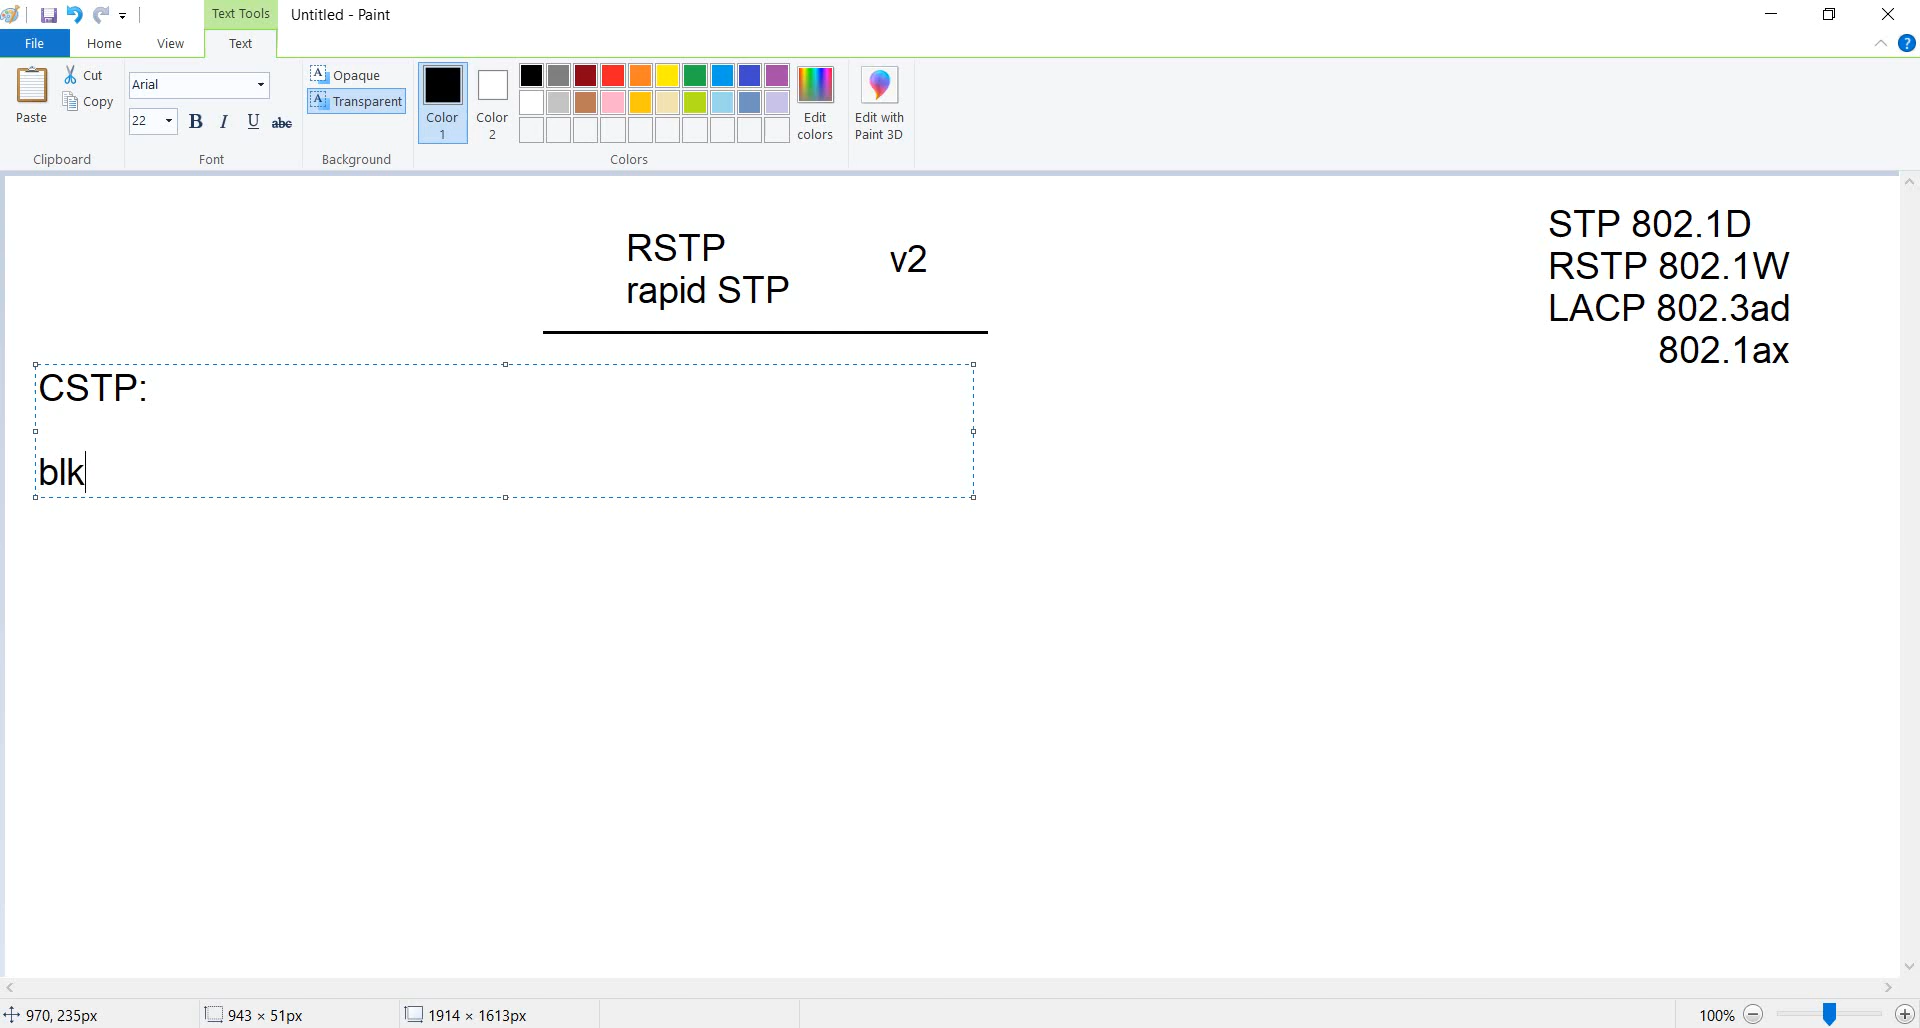 Text Tools
Untitled - Paint
File
Home
View
Text
Paste
Cut
Copy
Clipboard
Arial
22
B I U abc
Font
Opaque
Transparent
Background
Color 1
Color 2
Colors
Edit colors
Edit with Paint 3D
RSTP
rapid STP
v2
STP 802.1D
RSTP 802.1W
LACP 802.3ad
802.1ax
CSTP:
blk
970, 235px
943 × 51px
1914 × 1613px
100%